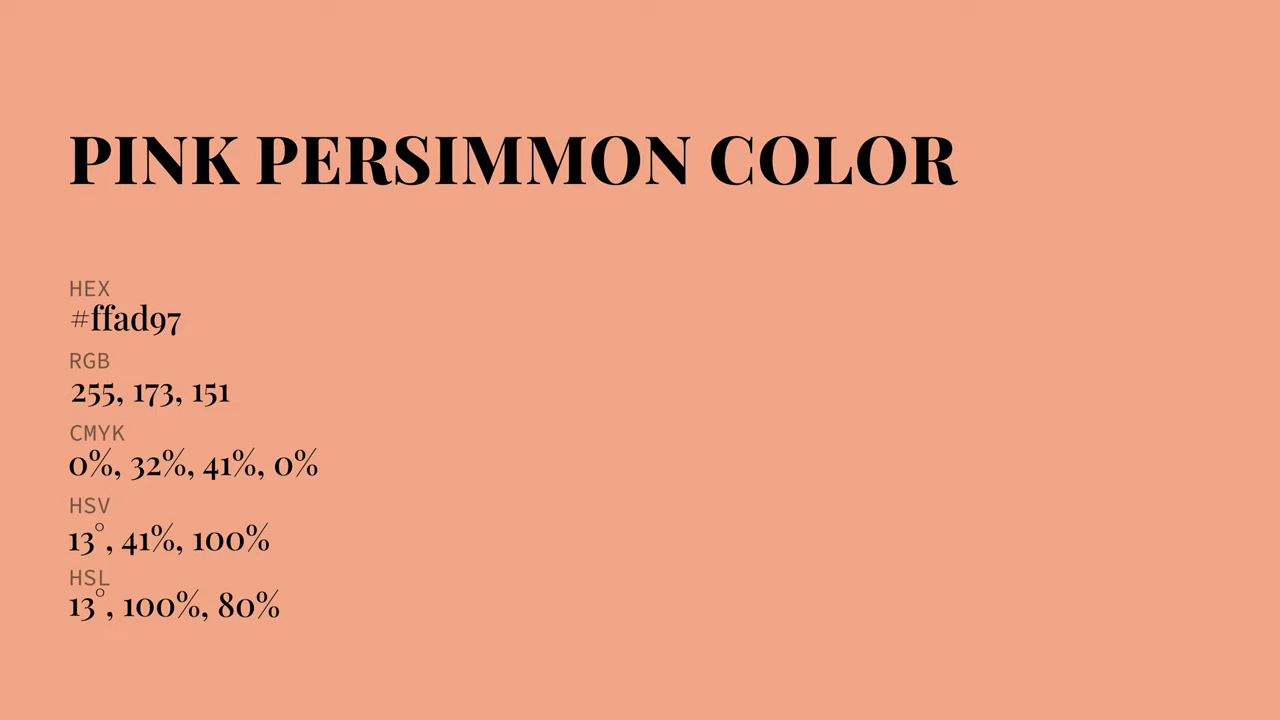 PINK PERSIMMON COLOR
HEX
#ffad97
RGB
255, 173, 151
CMYK
0%, 32%, 41%, 0%
HSV
13°, 41%, 100%
HSL
13°, 100%, 80%